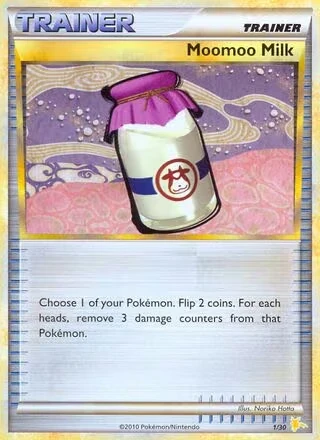 TRAINER
TRAINER
Moomoo Milk
Choose 1 of your Pokémon. Flip 2 coins. For each
heads, remove 3 damage counters from that
Pokémon.
Illus. Noriko Hotta
©2010 Pokémon/Nintendo
1/30